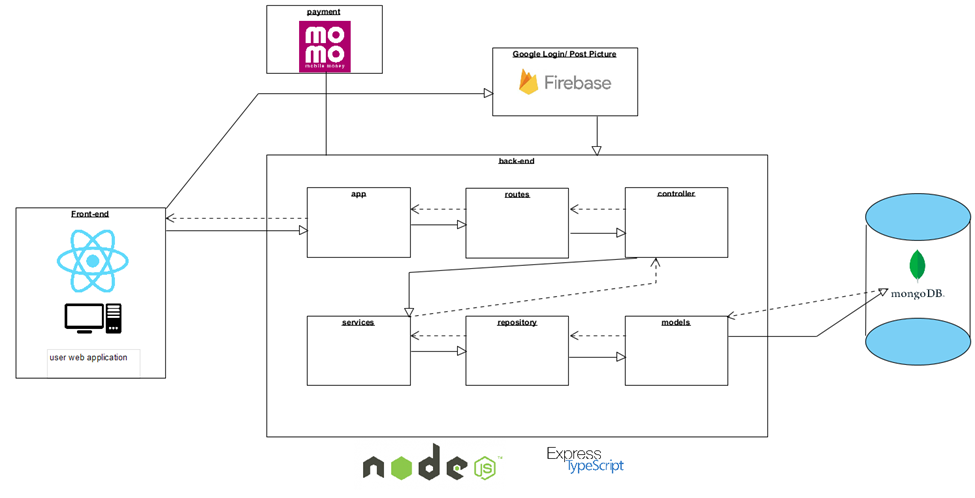 payment
mo
mo
mobile money
Google Login/ Post Picture
Firebase
back-end
app
routes
controller
Front-end
user web application
mongoDB
services
repository
models
node
JS
Express
TypeScript